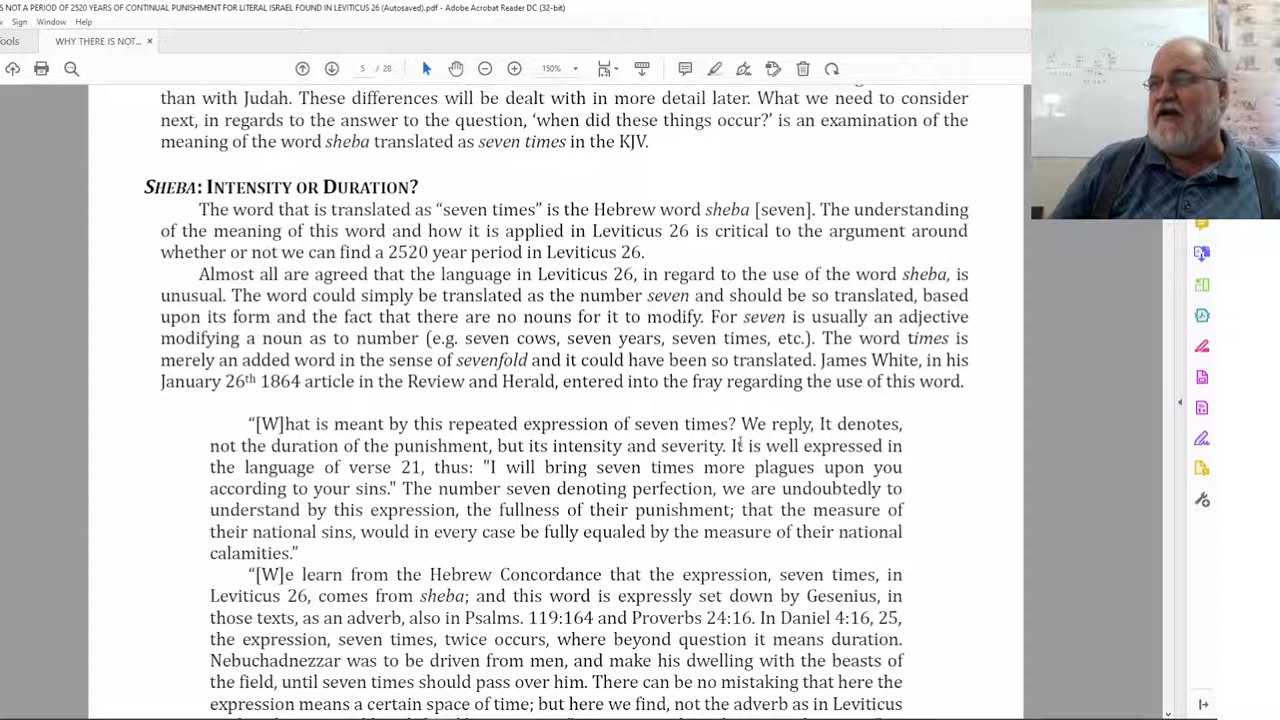 S NOT A PERIOD OF 2520 YEARS OF CONTINUAL PUNISHMENT FOR LITERAL ISRAEL FOUND IN LEVITICUS 26 (Autosaved).pdf - Adobe Acrobat Reader DC (32-bit)
Sign Window Help
ools WHY THERE IS NOT... ×
5 / 28 150%
than with Judah. These differences will be dealt with in more detail later. What we need to consider
next, in regards to the answer to the question, ‘when did these things occur?’ is an examination of the
meaning of the word sheba translated as seven times in the KJV.
SHEBA: INTENSITY OR DURATION?
The word that is translated as “seven times” is the Hebrew word sheba [seven]. The understanding
of the meaning of this word and how it is applied in Leviticus 26 is critical to the argument around
whether or not we can find a 2520 year period in Leviticus 26.
Almost all are agreed that the language in Leviticus 26, in regard to the use of the word sheba, is
unusual. The word could simply be translated as the number seven and should be so translated, based
upon its form and the fact that there are no nouns for it to modify. For seven is usually an adjective
modifying a noun as to number (e.g. seven cows, seven years, seven times, etc.). The word times is
merely an added word in the sense of sevenfold and it could have been so translated. James White, in his
January 26th 1864 article in the Review and Herald, entered into the fray regarding the use of this word.
“[W]hat is meant by this repeated expression of seven times? We reply, It denotes,
not the duration of the punishment, but its intensity and severity. It is well expressed in
the language of verse 21, thus: "I will bring seven times more plagues upon you
according to your sins." The number seven denoting perfection, we are undoubtedly to
understand by this expression, the fullness of their punishment; that the measure of
their national sins, would in every case be fully equaled by the measure of their national
calamities.”
“[W]e learn from the Hebrew Concordance that the expression, seven times, in
Leviticus 26, comes from sheba; and this word is expressly set down by Gesenius, in
those texts, as an adverb, also in Psalms. 119:164 and Proverbs 24:16. In Daniel 4:16, 25,
the expression, seven times, twice occurs, where beyond question it means duration.
Nebuchadnezzar was to be driven from men, and make his dwelling with the beasts of
the field, until seven times should pass over him. There can be no mistaking that here the
expression means a certain space of time; but here we find, not the adverb as in Leviticus